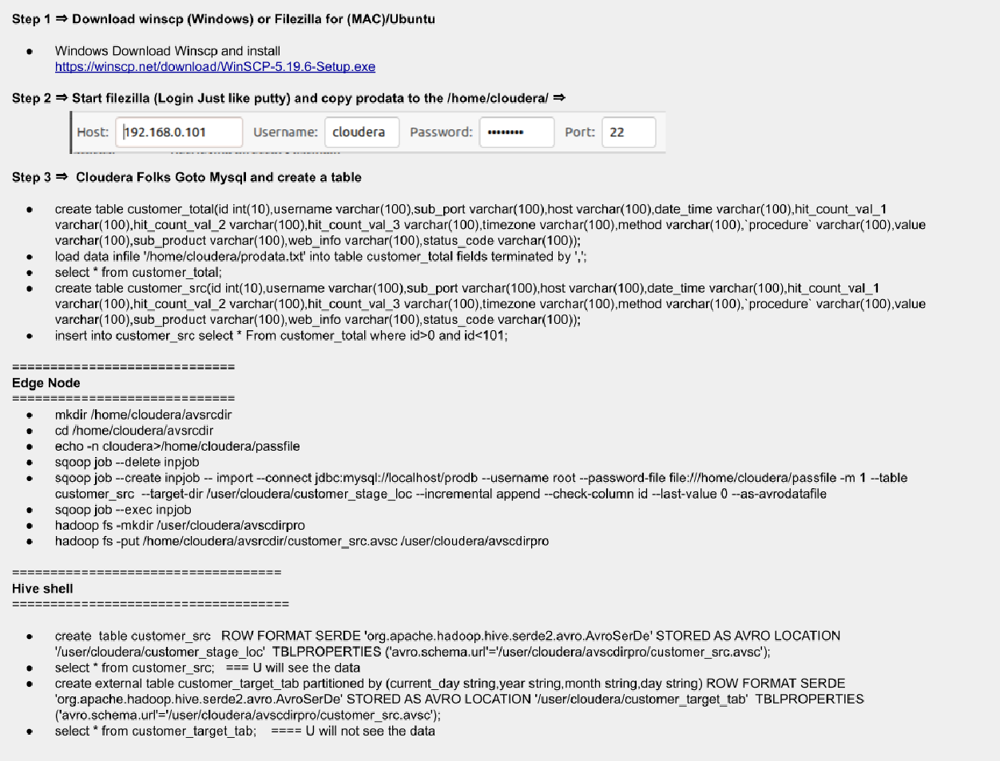 Step 1 ⇒ Download winscp (Windows) or Filezilla for (MAC)/Ubuntu
● Windows Download Winscp and install
https://winscp.net/download/WinSCP-5.19.6-Setup.exe
Step 2 ⇒ Start filezilla (Login Just like putty) and copy prodata to the /home/cloudera/ ⇒
Host: 192.168.0.101 Username: cloudera Password: •••••••• Port: 22
Step 3 ⇒ Cloudera Folks Goto Mysql and create a table
● create table customer_total(id int(10),username varchar(100),sub_port varchar(100),host varchar(100),date_time varchar(100),hit_count_val_1
varchar(100),hit_count_val_2 varchar(100),hit_count_val_3 varchar(100),timezone varchar(100),method varchar(100),`procedure` varchar(100),value
varchar(100),sub_product varchar(100),web_info varchar(100),status_code varchar(100));
● load data infile '/home/cloudera/prodata.txt' into table customer_total fields terminated by ',';
● select * from customer_total;
● create table customer_src(id int(10),username varchar(100),sub_port varchar(100),host varchar(100),date_time varchar(100),hit_count_val_1
varchar(100),hit_count_val_2 varchar(100),hit_count_val_3 varchar(100),timezone varchar(100),method varchar(100),`procedure` varchar(100),value
varchar(100),sub_product varchar(100),web_info varchar(100),status_code varchar(100));
● insert into customer_src select * From customer_total where id>0 and id<101;
=============================
Edge Node
=============================
● mkdir /home/cloudera/avsrcdir
● cd /home/cloudera/avsrcdir
● echo -n cloudera>/home/cloudera/passfile
● sqoop job --delete inpjob
● sqoop job --create inpjob -- import --connect jdbc:mysql://localhost/prodb --username root --password-file file:///home/cloudera/passfile -m 1 --table
customer_src --target-dir /user/cloudera/customer_stage_loc --incremental append --check-column id --last-value 0 --as-avrodatafile
● sqoop job --exec inpjob
● hadoop fs -mkdir /user/cloudera/avscdirpro
● hadoop fs -put /home/cloudera/avsrcdir/customer_src.avsc /user/cloudera/avscdirpro
===================================
Hive shell
====================================
● create table customer_src ROW FORMAT SERDE 'org.apache.hadoop.hive.serde2.avro.AvroSerDe' STORED AS AVRO LOCATION
'/user/cloudera/customer_stage_loc' TBLPROPERTIES ('avro.schema.url'='/user/cloudera/avscdirpro/customer_src.avsc');
● select * from customer_src; === U will see the data
● create external table customer_target_tab partitioned by (current_day string,year string,month string,day string) ROW FORMAT SERDE
'org.apache.hadoop.hive.serde2.avro.AvroSerDe' STORED AS AVRO LOCATION '/user/cloudera/customer_target_tab' TBLPROPERTIES
('avro.schema.url'='/user/cloudera/avscdirpro/customer_src.avsc');
● select * from customer_target_tab; ==== U will not see the data